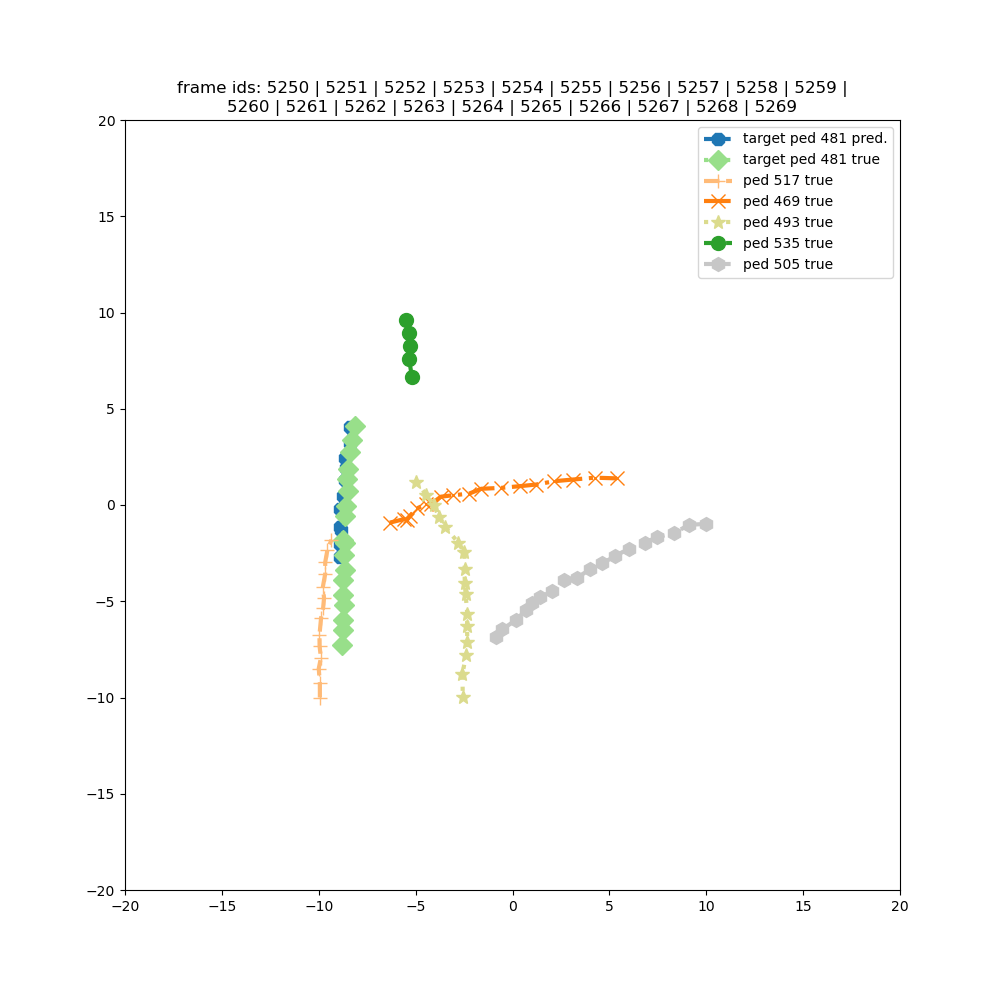 frame ids: 5250 | 5251 | 5252 | 5253 | 5254 | 5255 | 5256 | 5257 | 5258 | 5259 |
5260 | 5261 | 5262 | 5263 | 5264 | 5265 | 5266 | 5267 | 5268 | 5269
target ped 481 pred.
target ped 481 true
ped 517 true
ped 469 true
ped 493 true
ped 535 true
ped 505 true
20
15
10
5
0
−5
−10
−15
−20
−20 −15 −10 −5 0 5 10 15 20